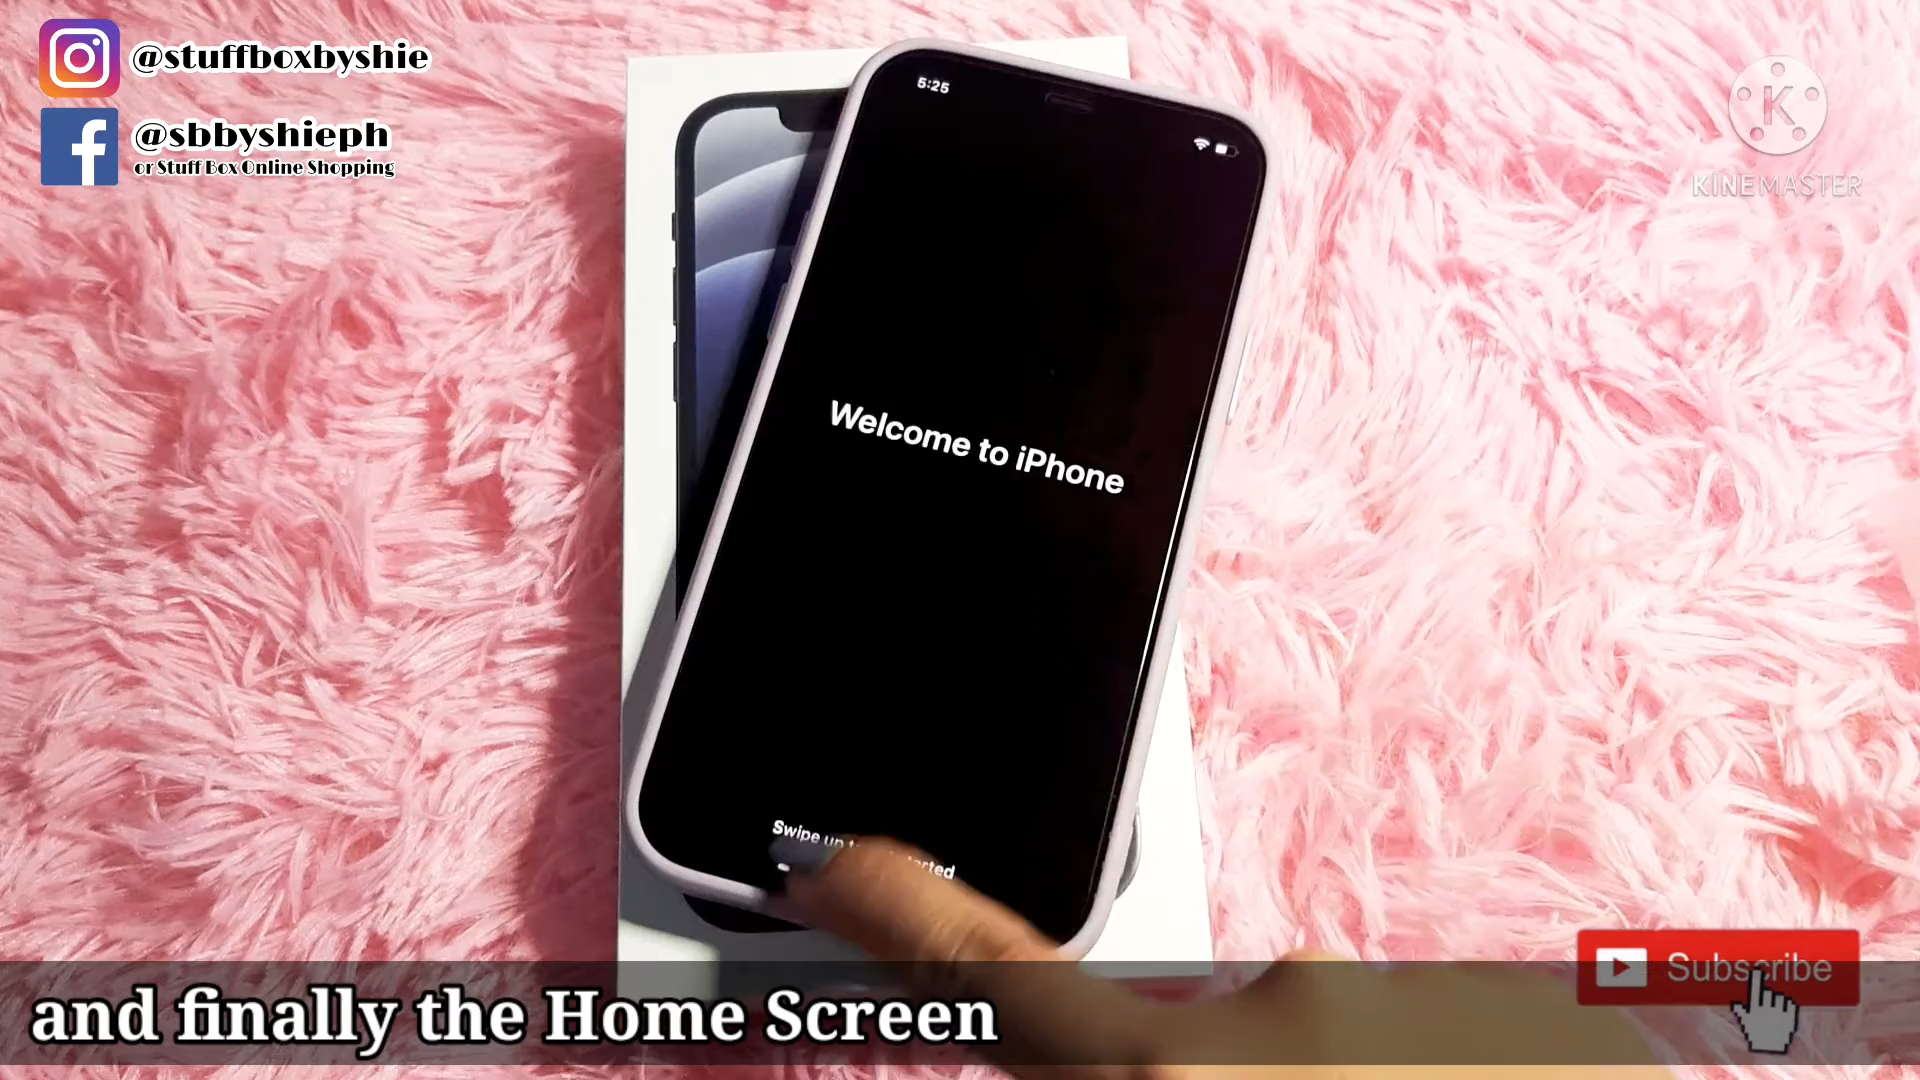 @stuffboxbyshie
@sbbyshieph
or Stuff Box Online Shopping
5:25
KINEMASTER
Welcome to iPhone
Swipe up
Subscribe
and finally the Home Screen